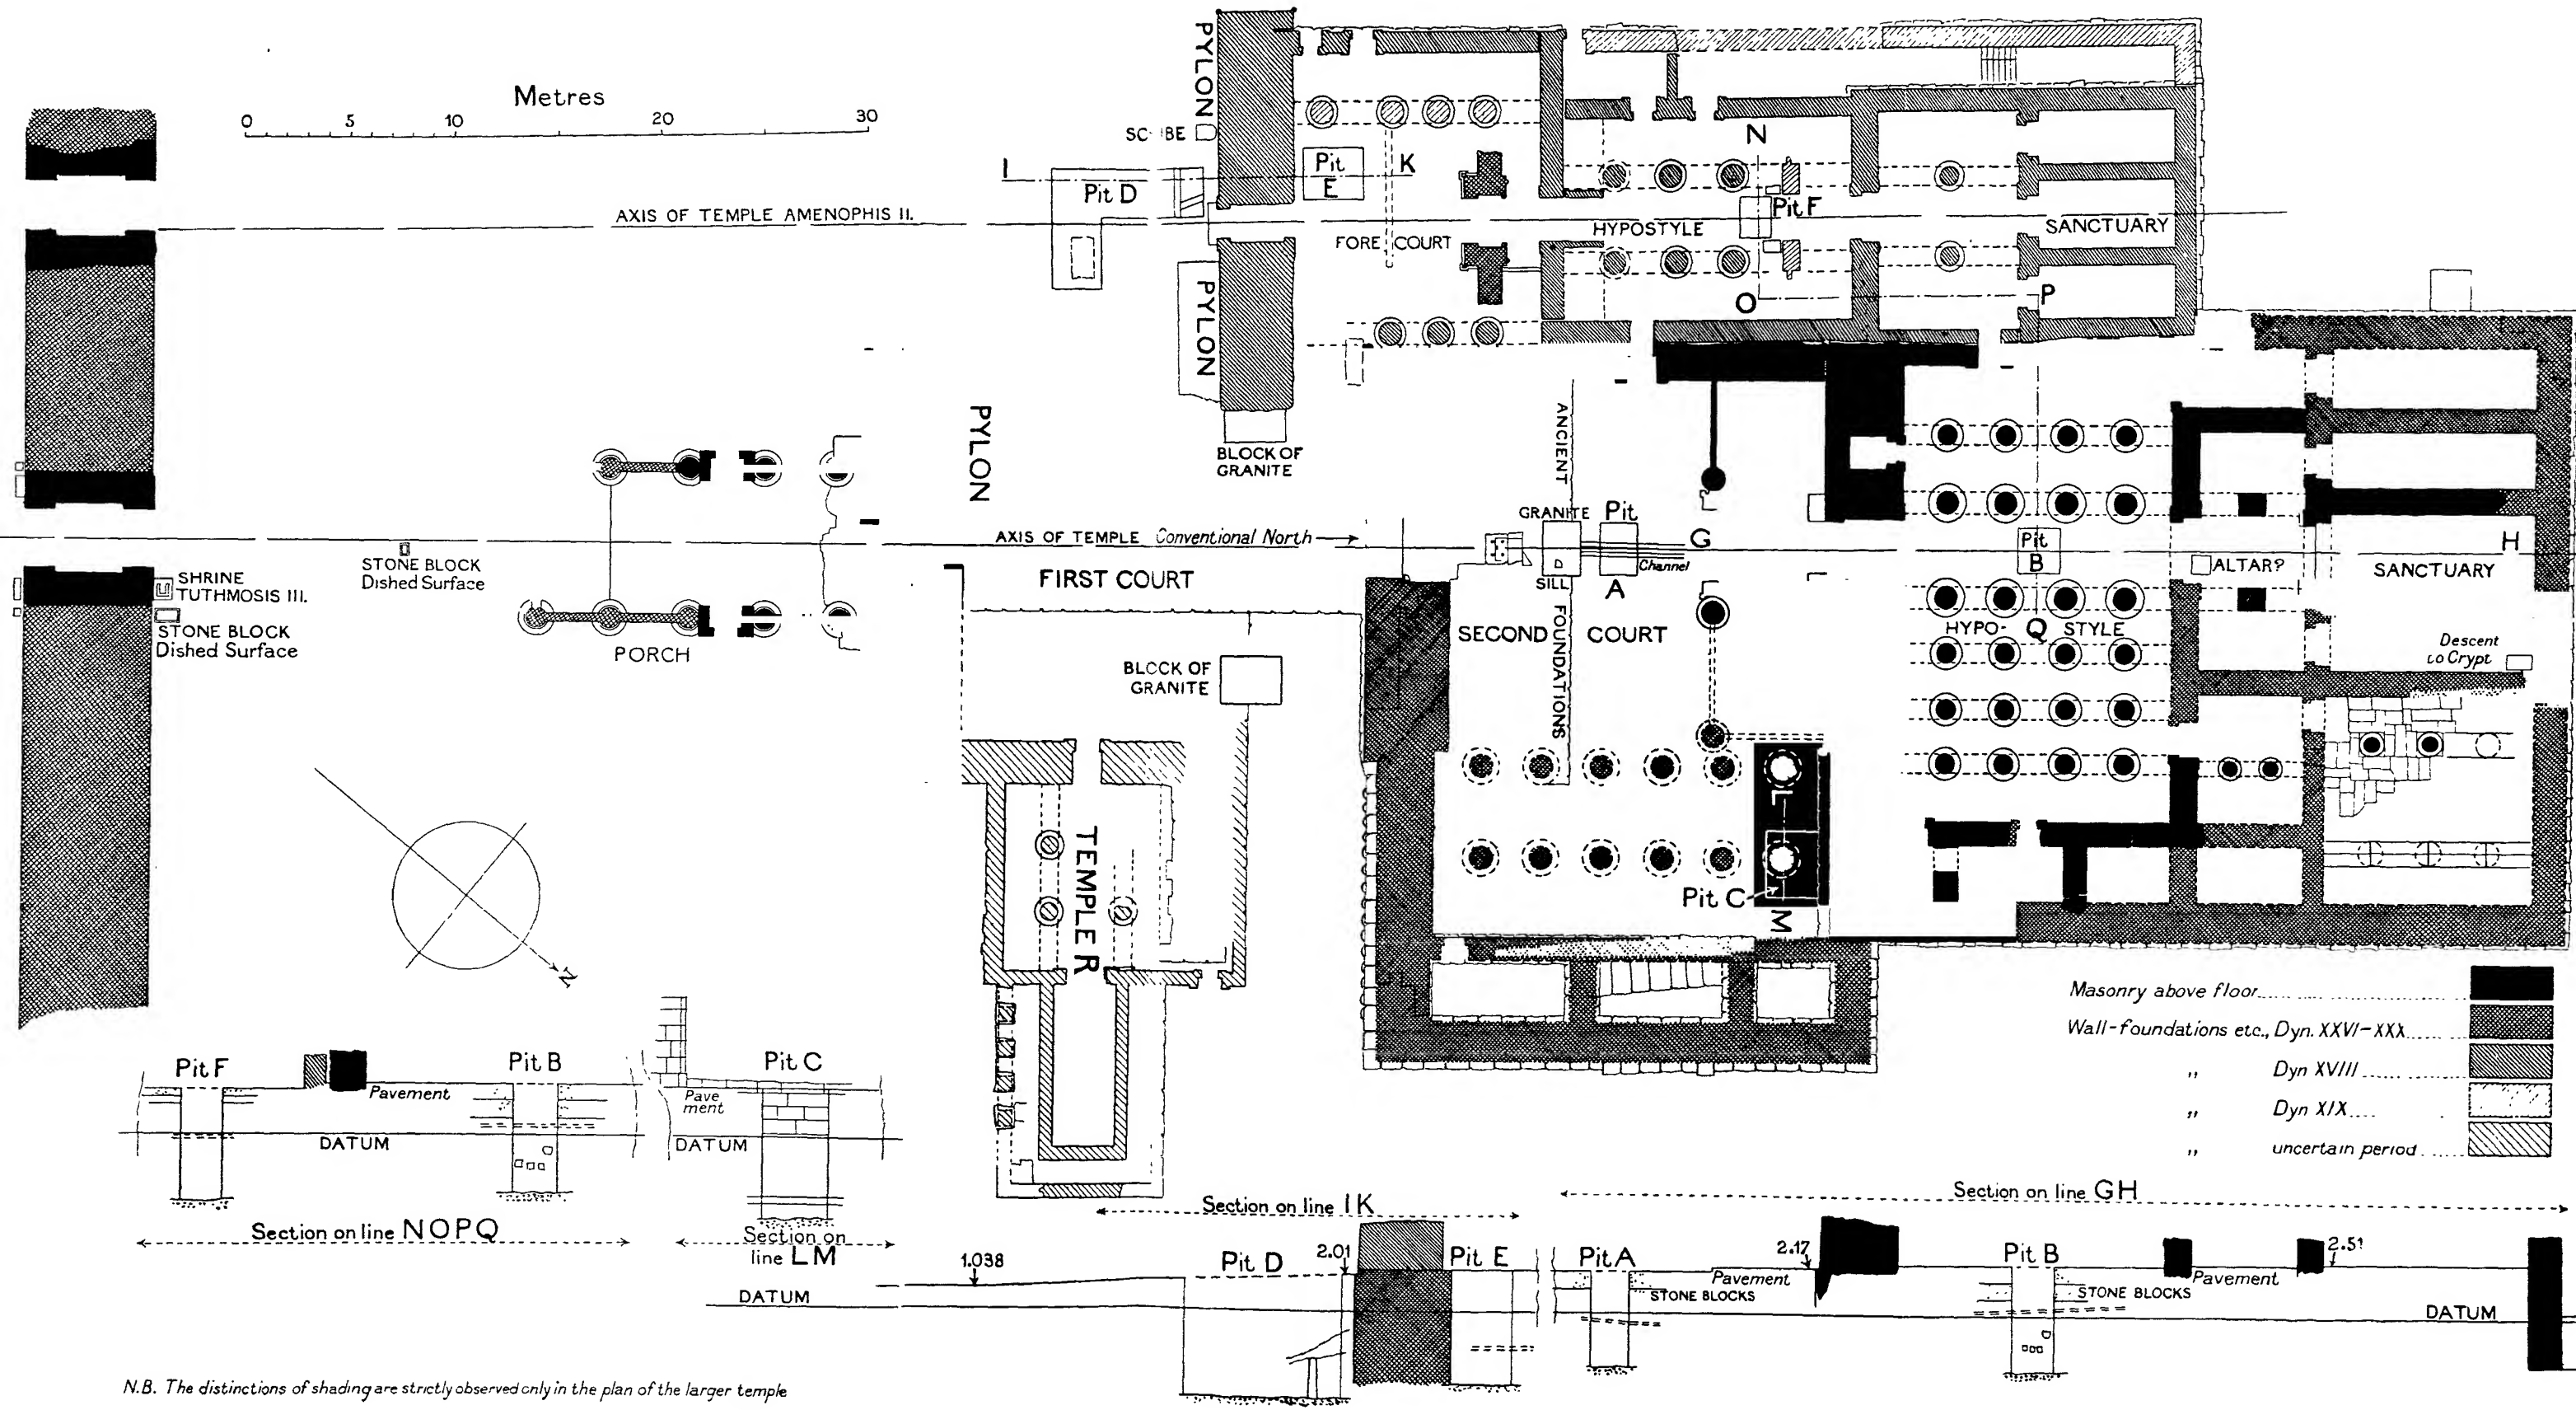 Metres
0 5 10 20 30
PYLON
I
Pit D
Pit
E
K
N
Pit F
AXIS OF TEMPLE AMENOPHIS II.
FORE COURT
HYPOSTYLE
SANCTUARY
O
P
PYLON
BLOCK OF
GRANITE
PYLON
ANCIENT
FOUNDATIONS
GRANITE
SILL
Pit
A
G
Channel
AXIS OF TEMPLE Conventional North
Pit
B
ALTAR?
H
SANCTUARY
STONE BLOCK
Dished Surface
SHRINE
TUTHMOSIS III.
STONE BLOCK
Dished Surface
PORCH
FIRST COURT
SECOND COURT
HYPO- Q STYLE
Descent
to Crypt
BLOCK OF
GRANITE
TEMPLE R
L
Pit C
M
N
Masonry above floor
Wall-foundations etc., Dyn. XXVI-XXX
" Dyn XVIII
" Dyn XIX
" uncertain period
Pit F
Pavement
Pit B
DATUM
Section on line NOPQ
Pit C
Pave
ment
DATUM
Section on
line LM
Section on line IK
Section on line GH
1.038
DATUM
Pit D
2.01
Pit E
Pit A
Pavement
STONE BLOCKS
2.17
Pit B
STONE BLOCKS
Pavement
DATUM
N.B. The distinctions of shading are strictly observed only in the plan of the larger temple